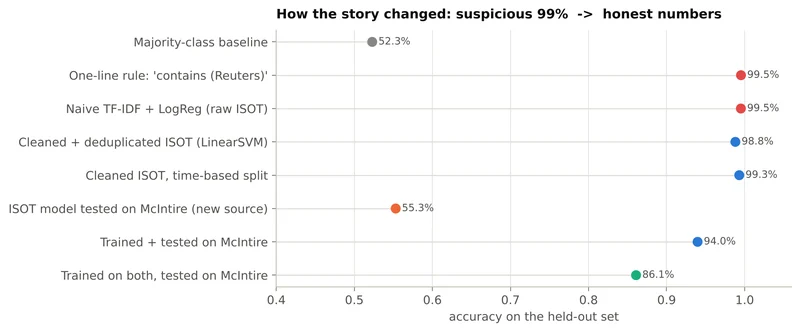 How the story changed: suspicious 99%  ->  honest numbers
Majority-class baseline
52.3%
One-line rule: 'contains (Reuters)'
99.5%
Naive TF-IDF + LogReg (raw ISOT)
99.5%
Cleaned + deduplicated ISOT (LinearSVM)
98.8%
Cleaned ISOT, time-based split
99.3%
ISOT model tested on McIntire (new source)
55.3%
Trained + tested on McIntire
94.0%
Trained on both, tested on McIntire
86.1%
0.4 0.5 0.6 0.7 0.8 0.9 1.0
accuracy on the held-out set